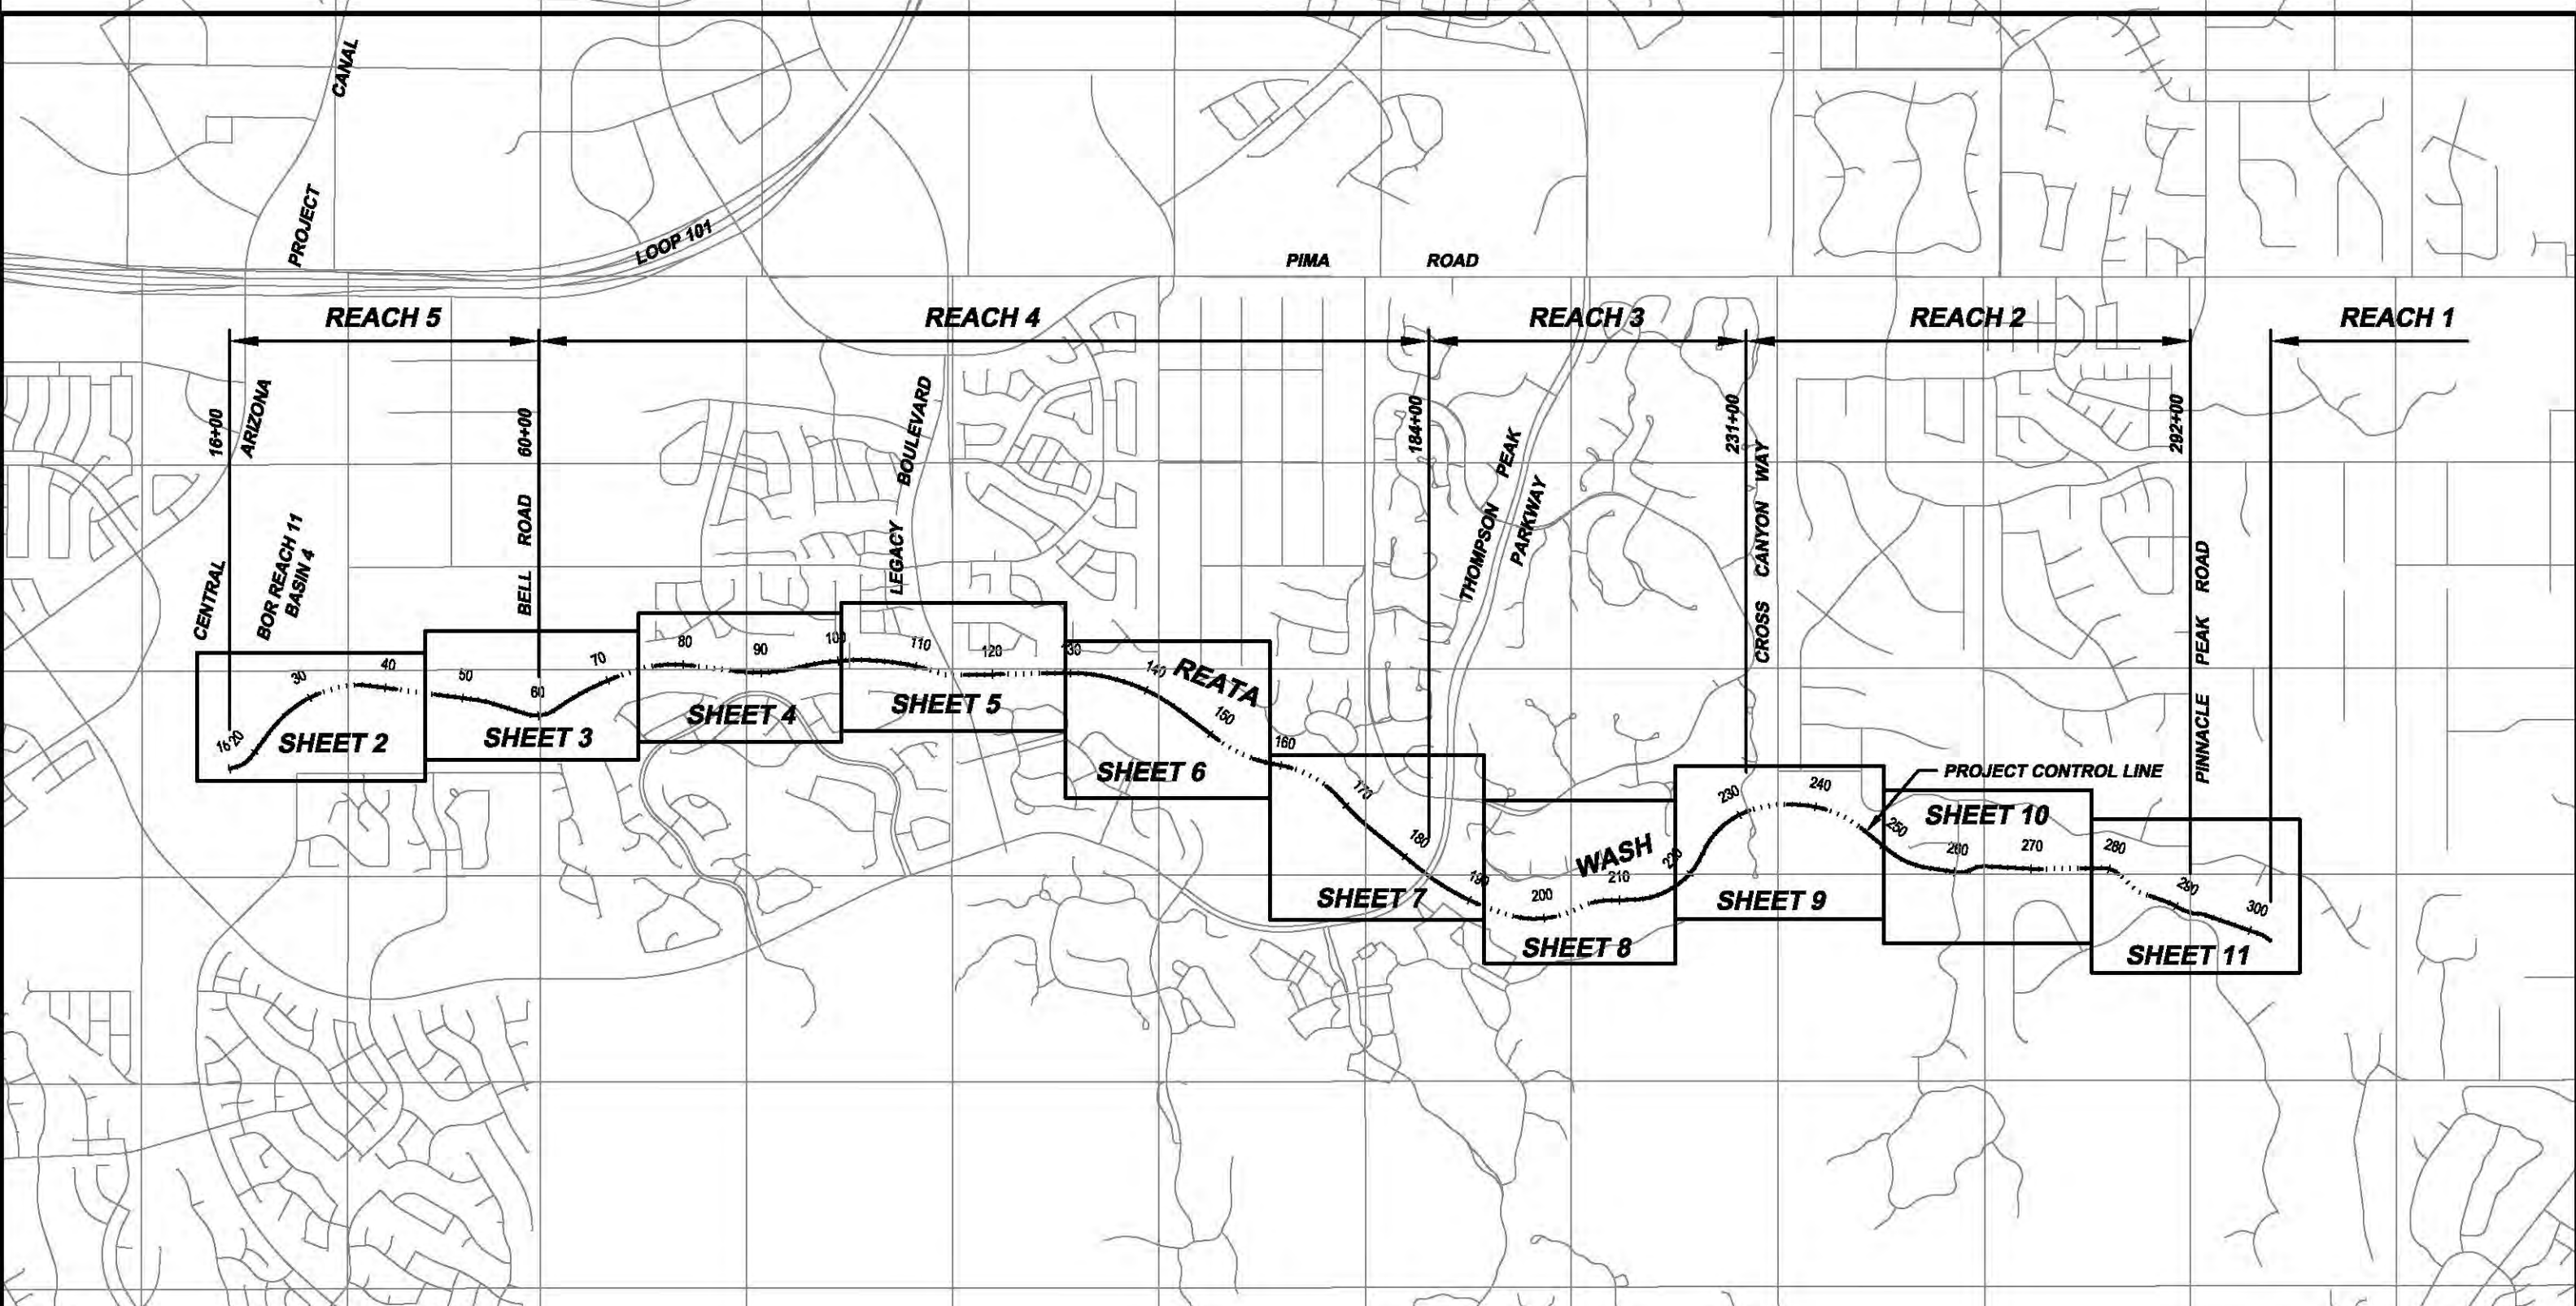 CANAL
PROJECT
LOOP 101
PIMA ROAD
REACH 5
REACH 4
REACH 3
REACH 2
REACH 1
16+00
ARIZONA
60+00
BOULEVARD
LEGACY
184+00
THOMPSON PEAK
PARKWAY
231+00
CROSS CANYON WAY
292+00
PINNACLE PEAK ROAD
CENTRAL
BOR REACH 11
BASIN 4
BELL ROAD
16
20
30
40
SHEET 2
50
60
70
SHEET 3
80
90
100
SHEET 4
110
120
SHEET 5
130
140
REATA
150
SHEET 6
160
170
180
190
SHEET 7
WASH
200
210
220
SHEET 8
230
240
SHEET 9
PROJECT CONTROL LINE
250
SHEET 10
260
270
280
290
300
SHEET 11